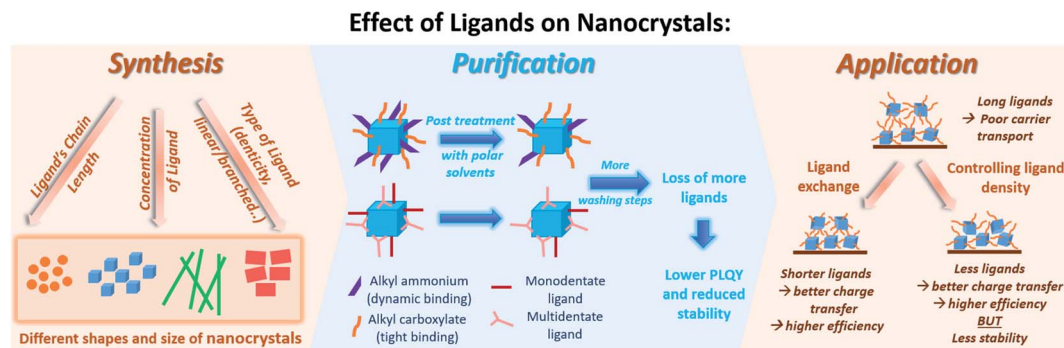 Effect of Ligands on Nanocrystals:
Synthesis
Ligand's Chain
Length
Concentration
of Ligand
Type of Ligand
(denticity,
linear/branched..)
Different shapes and size of nanocrystals
Purification
Post treatment
with polar
solvents
More
washing steps
Loss of more
ligands
Lower PLQY
and reduced
stability
Alkyl ammonium
(dynamic binding)
Alkyl carboxylate
(tight binding)
Monodentate
ligand
Multidentate
ligand
Application
Long ligands
→ Poor carrier
transport
Ligand
exchange
Controlling ligand
density
Shorter ligands
→ better charge
transfer
→ higher efficiency
Less ligands
→ better charge transfer
→ higher efficiency
BUT
Less stability